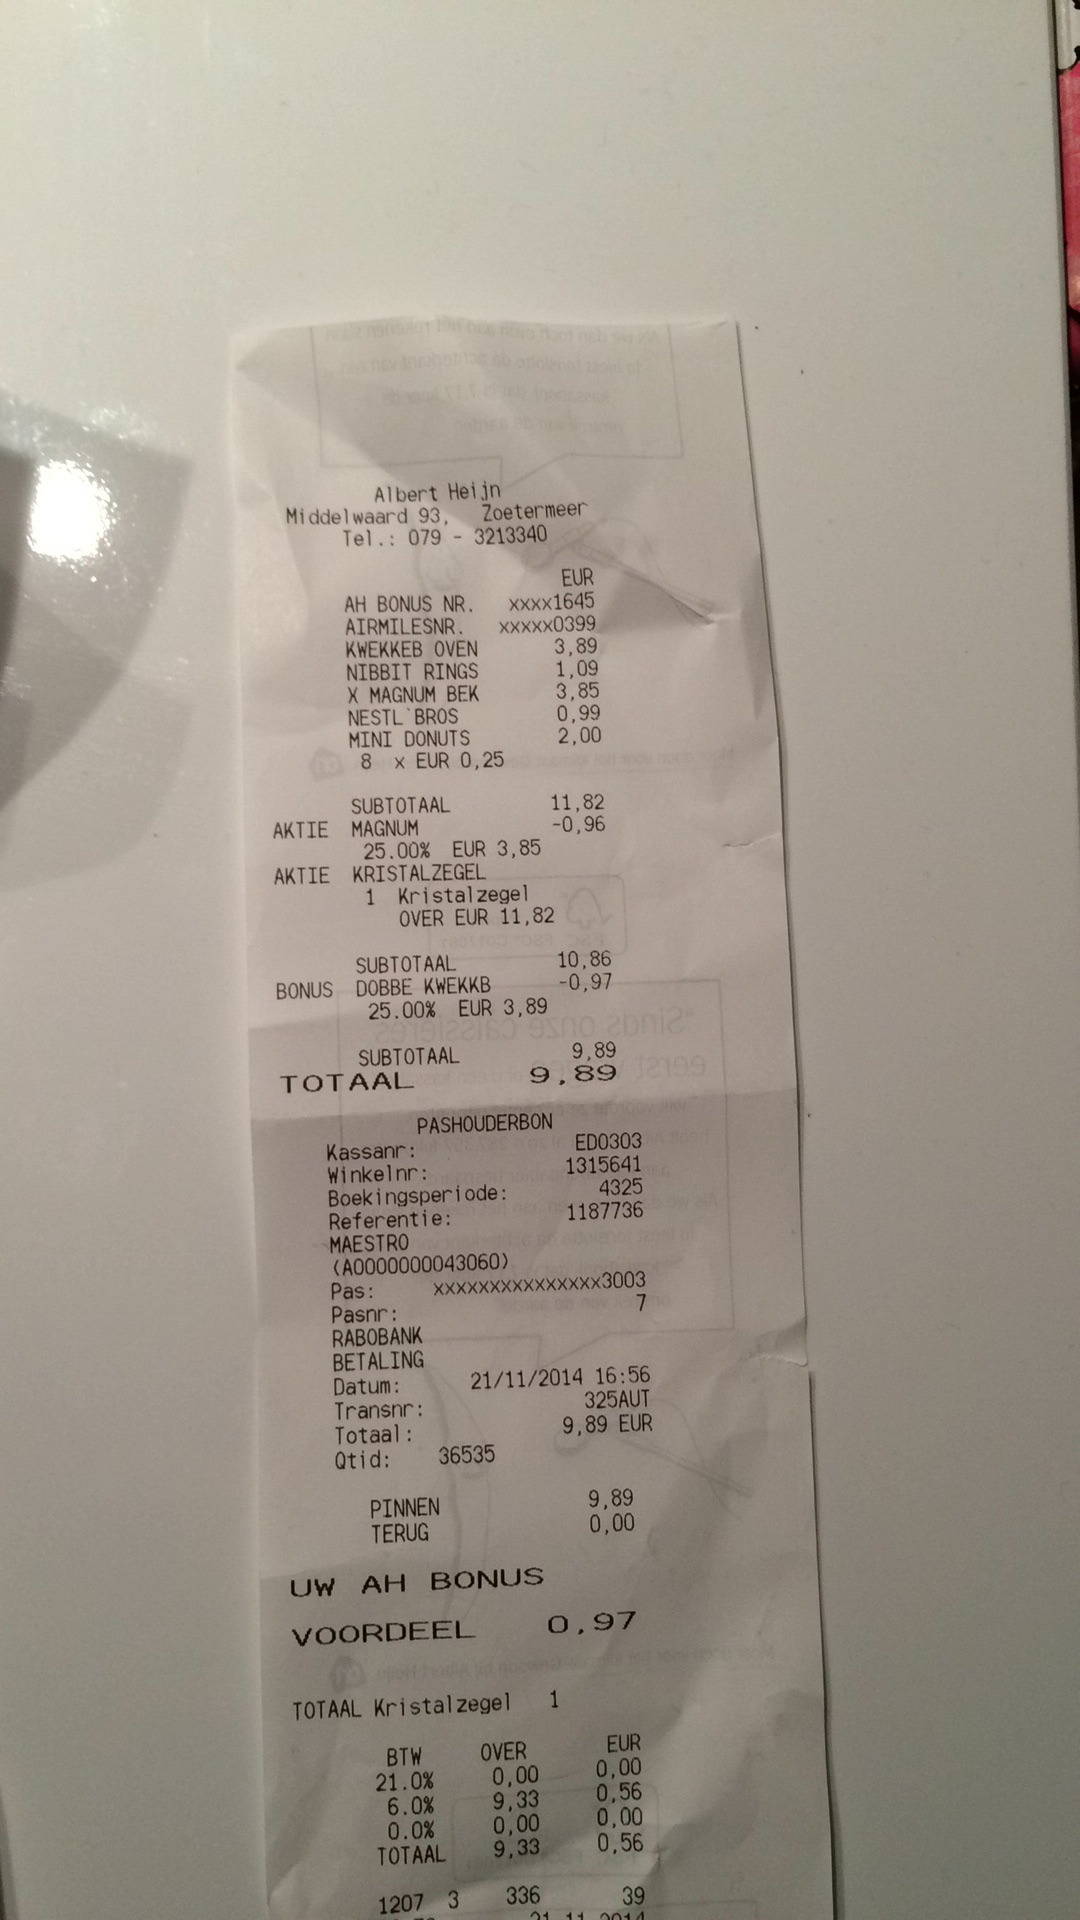 Albert Heijn
Middelwaard 93, Zoetermeer
Tel.: 079 - 3213340
EUR
AH BONUS NR. xxxx1645
AIRMILESNR. xxxxx0399
KWEKKEB OVEN 3,89
NIBBIT RINGS 1,09
X MAGNUM BEK 3,85
NESTL`BROS 0,99
MINI DONUTS 2,00
8 x EUR 0,25
SUBTOTAAL 11,82
AKTIE MAGNUM -0,96
25.00% EUR 3,85
AKTIE KRISTALZEGEL
1 Kristalzegel
OVER EUR 11,82
SUBTOTAAL 10,86
BONUS DOBBE KWEKKB -0,97
25.00% EUR 3,89
SUBTOTAAL 9,89
TOTAAL 9,89
PASHOUDERBON
Kassanr: ED0303
Winkelnr: 1315641
Boekingsperiode: 4325
Referentie: 1187736
MAESTRO
(A0000000043060)
Pas: xxxxxxxxxxxxxxx3003
Pasnr: 7
RABOBANK
BETALING
Datum: 21/11/2014 16:56
Transnr: 325AUT
Totaal: 9,89 EUR
Qtid: 36535
PINNEN 9,89
TERUG 0,00
UW AH BONUS
VOORDEEL 0,97
TOTAAL Kristalzegel 1
BTW OVER EUR
21.0% 0,00 0,00
6.0% 9,33 0,56
0.0% 0,00 0,00
TOTAAL 9,33 0,56
1207 3 336 39